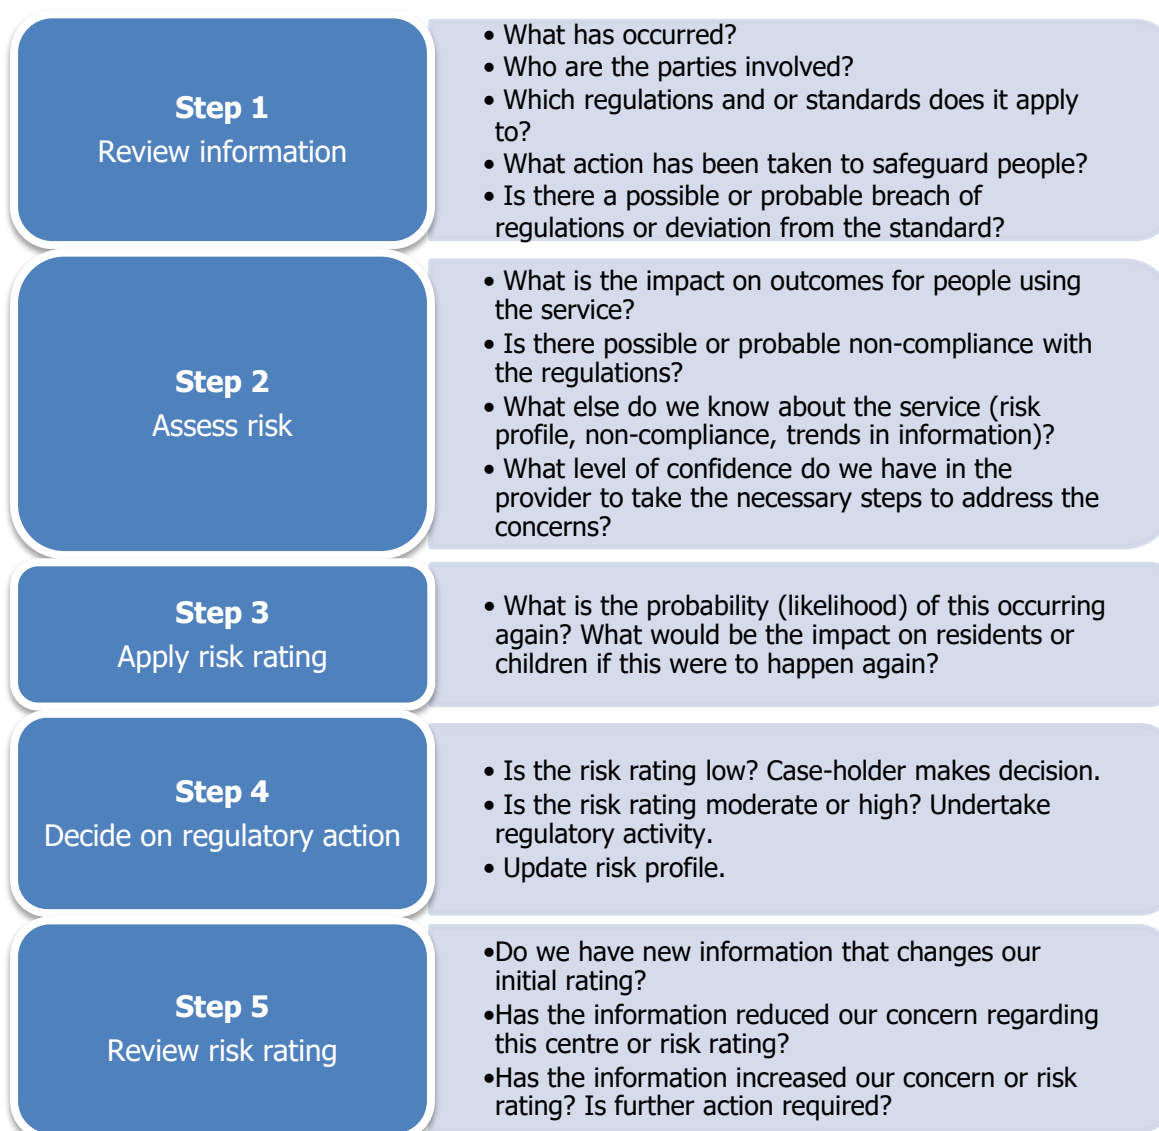 Step 1
Review information
• What has occurred?
• Who are the parties involved?
• Which regulations and or standards does it apply
to?
• What action has been taken to safeguard people?
• Is there a possible or probable breach of
regulations or deviation from the standard?
Step 2
Assess risk
• What is the impact on outcomes for people using
the service?
• Is there possible or probable non-compliance with
the regulations?
• What else do we know about the service (risk
profile, non-compliance, trends in information)?
• What level of confidence do we have in the
provider to take the necessary steps to address the
concerns?
Step 3
Apply risk rating
• What is the probability (likelihood) of this occurring
again? What would be the impact on residents or
children if this were to happen again?
Step 4
Decide on regulatory action
• Is the risk rating low? Case-holder makes decision.
• Is the risk rating moderate or high? Undertake
regulatory activity.
• Update risk profile.
Step 5
Review risk rating
•Do we have new information that changes our
initial rating?
•Has the information reduced our concern regarding
this centre or risk rating?
•Has the information increased our concern or risk
rating? Is further action required?